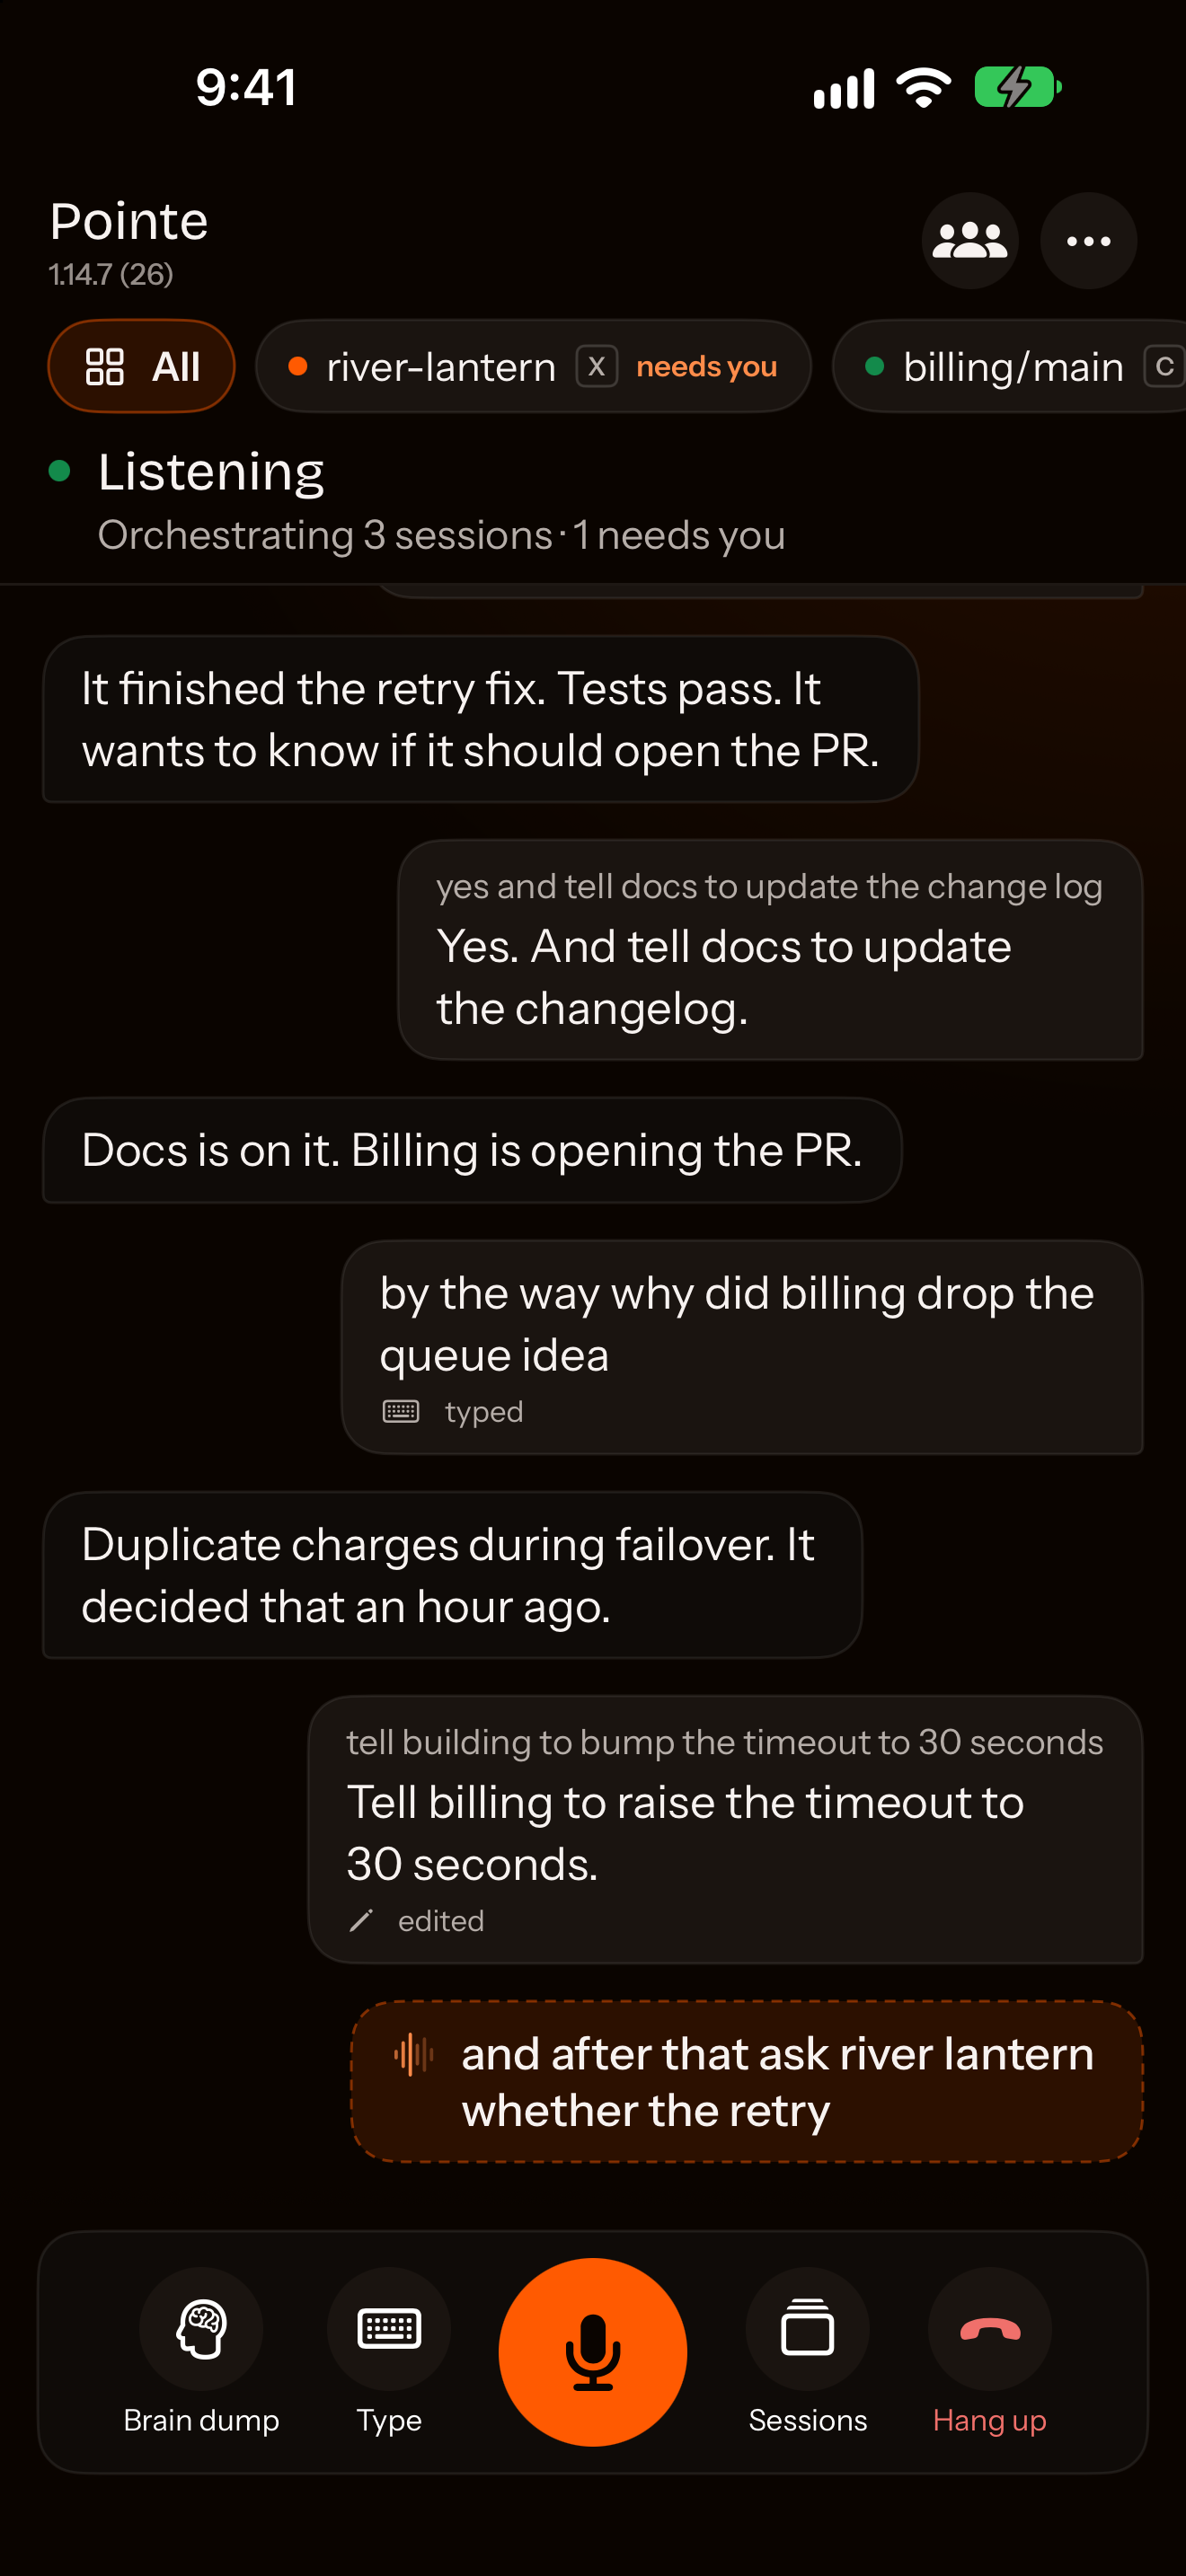 9:41
Pointe
1.14.7 (26)
All
river-lantern X needs you
billing/main C
Listening
Orchestrating 3 sessions · 1 needs you
It finished the retry fix. Tests pass. It
wants to know if it should open the PR.
yes and tell docs to update the change log
Yes. And tell docs to update
the changelog.
Docs is on it. Billing is opening the PR.
by the way why did billing drop the
queue idea
typed
Duplicate charges during failover. It
decided that an hour ago.
tell building to bump the timeout to 30 seconds
Tell billing to raise the timeout to
30 seconds.
edited
and after that ask river lantern
whether the retry
Brain dump
Type
Sessions
Hang up